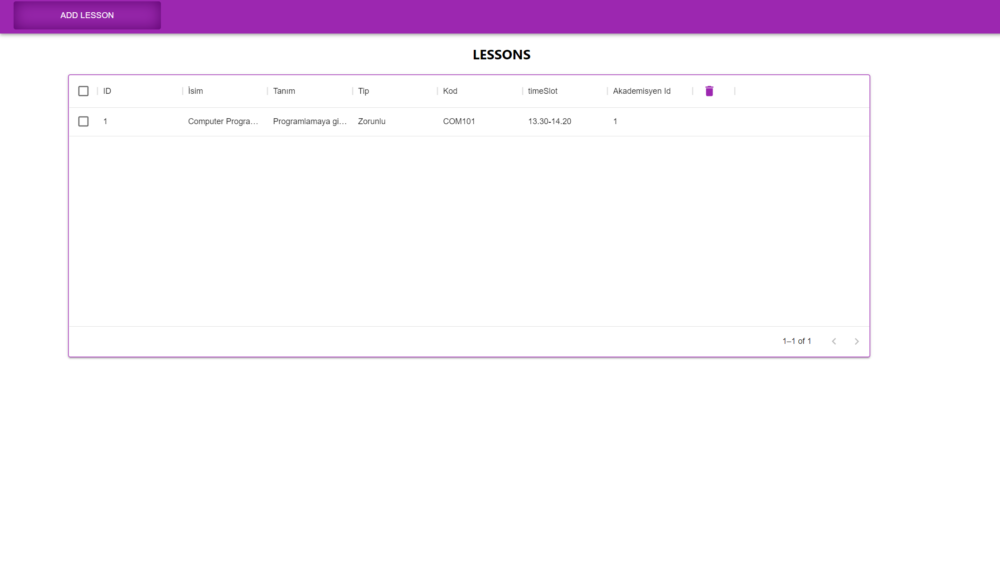 ADD LESSON
LESSONS
ID İsim Tanım Tip Kod timeSlot Akademisyen Id
1 Computer Progra... Programlamaya gi... Zorunlu COM101 13.30-14.20 1
1–1 of 1